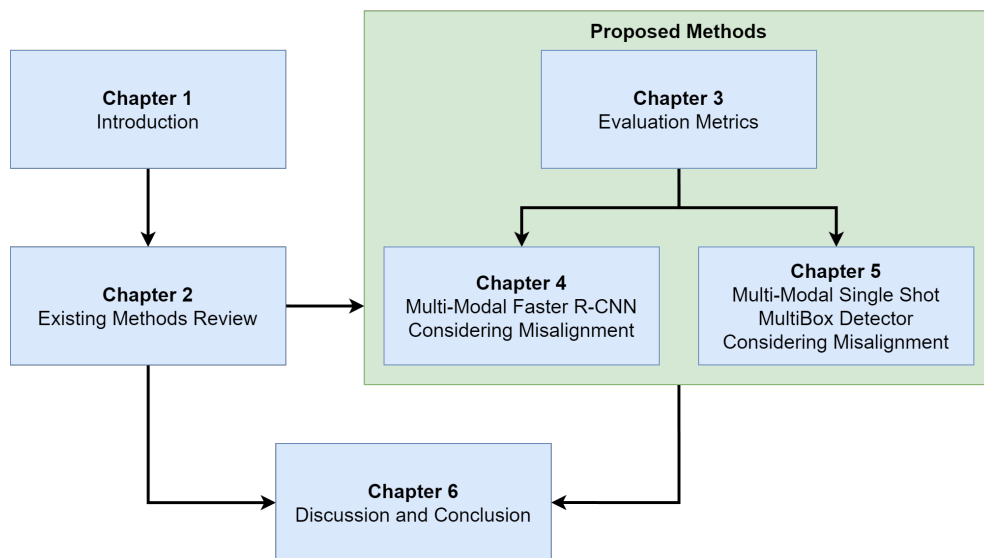 Chapter 1
Introduction
Chapter 2
Existing Methods Review
Proposed Methods
Chapter 3
Evaluation Metrics
Chapter 4
Multi-Modal Faster R-CNN
Considering Misalignment
Chapter 5
Multi-Modal Single Shot
MultiBox Detector
Considering Misalignment
Chapter 6
Discussion and Conclusion